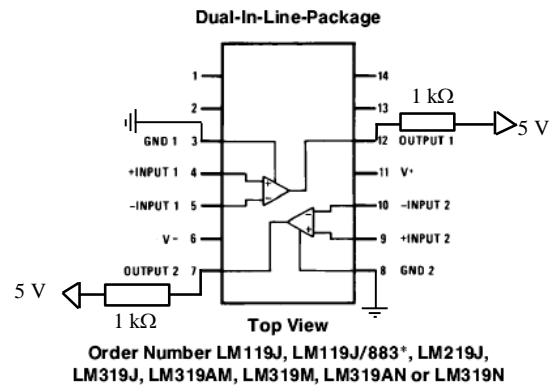 Dual-In-Line-Package
1
14
2
13
1 kΩ
5 V
GND 1 3
12 OUTPUT 1
+INPUT 1 4
11 V+
-INPUT 1 5
10 -INPUT 2
V- 6
9 +INPUT 2
OUTPUT 2 7
8 GND 2
5 V
1 kΩ
+
−
−
+
Top View
Order Number LM119J, LM119J/883*, LM219J,
LM319J, LM319AM, LM319M, LM319AN or LM319N